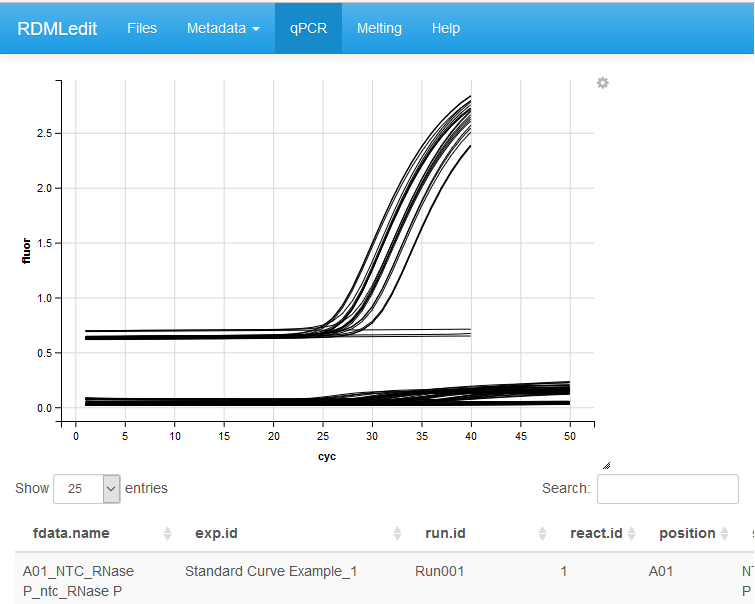 RDMLedit Files Metadata qPCR Melting Help
2.5
2.0
1.5
1.0
0.5
0.0
fluor
0 5 10 15 20 25 30 35 40 45 50
cyc
Show 25 entries Search:
fdata.name exp.id run.id react.id position s
A01_NTC_RNase Standard Curve Example_1 Run001 1 A01 NT
P_ntc_RNase P P